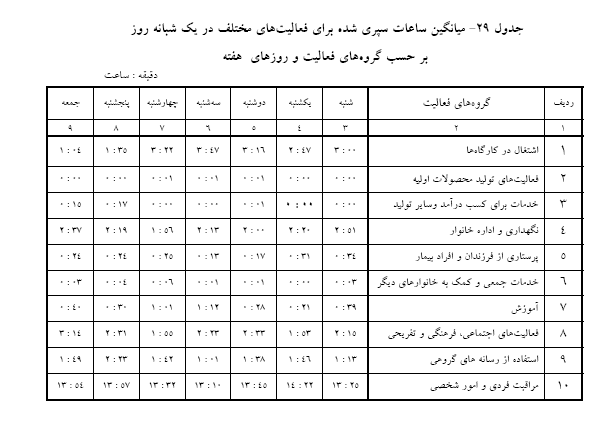 جدول ۲۹- میانگین ساعات سپری شده برای فعالیت‌های مختلف در یک شبانه روز
بر حسب گروه‌های فعالیت و روزهای هفته
دقیقه : ساعت
ردیف گروه‌های فعالیت شنبه یکشنبه دوشنبه سه‌شنبه چهارشنبه پنجشنبه جمعه
۱ ۲ ۳ ۴ ۵ ۶ ۷ ۸ ۹
۱ اشتغال در کارگاه‌ها ۳:۰۰ ۲:۴۷ ۳:۱۶ ۳:۴۷ ۳:۲۲ ۱:۳۵ ۱:۰۴
۲ فعالیت‌های تولید محصولات اولیه ۰:۰۰ ۰:۰۰ ۰:۰۱ ۰:۰۱ ۰:۰۱ ۰:۰۰ ۰:۰۰
۳ خدمات برای کسب درآمد وسایر تولید ۰:۰۰ ۰:۰۰ ۰:۰۱ ۰:۰۰ ۰:۰۰ ۰:۱۷ ۰:۱۵
۴ نگهداری و اداره خانوار ۲:۵۱ ۲:۲۰ ۲:۰۰ ۲:۱۳ ۱:۵۶ ۲:۱۹ ۲:۳۷
۵ پرستاری از فرزندان و افراد بیمار ۰:۳۴ ۰:۳۱ ۰:۱۷ ۰:۱۳ ۰:۲۵ ۰:۲۴ ۰:۲۴
۶ خدمات جمعی و کمک به خانوارهای دیگر ۰:۰۳ ۰:۰۰ ۰:۰۱ ۰:۰۱ ۰:۰۶ ۰:۰۴ ۰:۰۳
۷ آموزش ۰:۳۹ ۰:۲۱ ۰:۲۸ ۱:۱۲ ۱:۰۱ ۰:۳۰ ۰:۴۰
۸ فعالیت‌های اجتماعی، فرهنگی و تفریحی ۲:۱۵ ۱:۵۳ ۲:۳۳ ۲:۲۳ ۱:۵۵ ۲:۳۱ ۳:۱۴
۹ استفاده از رسانه های گروهی ۱:۱۳ ۱:۴۶ ۱:۳۸ ۱:۰۱ ۱:۴۲ ۲:۲۳ ۱:۴۹
۱۰ مراقبت فردی و امور شخصی ۱۳:۲۵ ۱۴:۲۲ ۱۳:۴۵ ۱۳:۱۰ ۱۳:۳۲ ۱۳:۵۷ ۱۳:۵۴